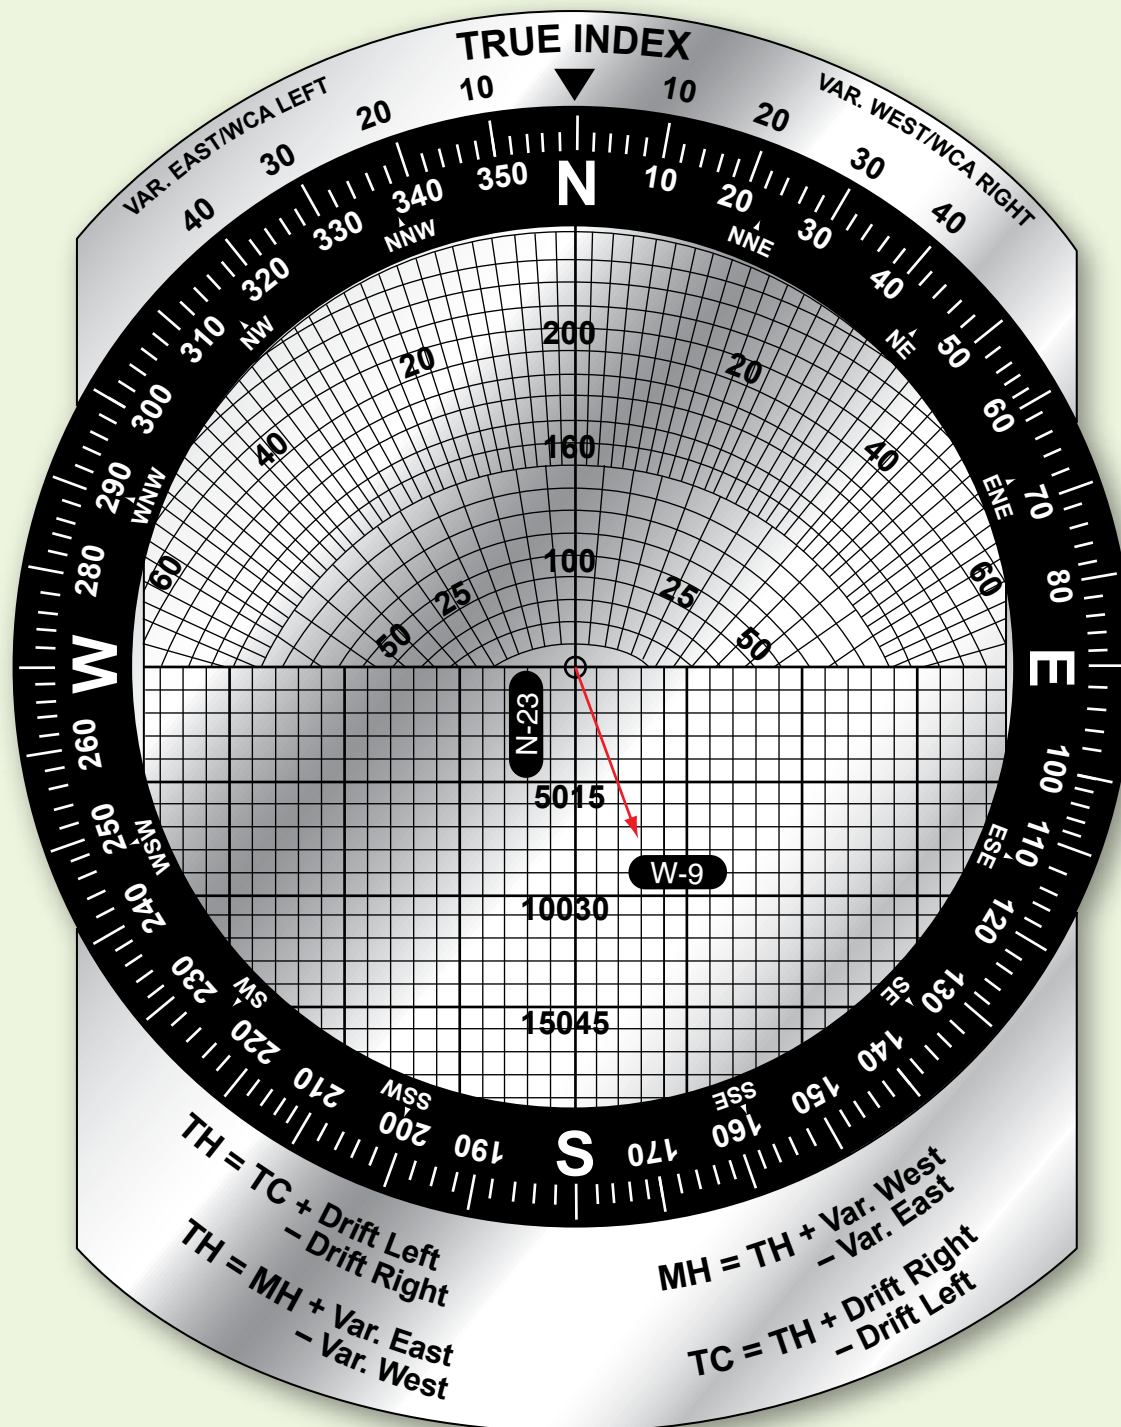 TRUE INDEX
VAR. EAST/WCA LEFT
VAR. WEST/WCA RIGHT
40 30 20 10 10 20 30 40
N 10 20 30 40 50 60 70 80
E 100 110 120 130 140 150 160 170
S 190 200 210 220 230 240 250 260
W 280 290 300 310 320 330 340 350
NNE NE ENE
ESE SE SSE
SSW SW WSW
WNW NW NNW
200
20 20
160
40 40
100
60 25 25 60
50 50
N-23
5015
W-9
10030
15045
TH = TC + Drift Left
– Drift Right
TH = MH + Var. East
– Var. West
MH = TH + Var. West
– Var. East
TC = TH + Drift Right
– Drift Left